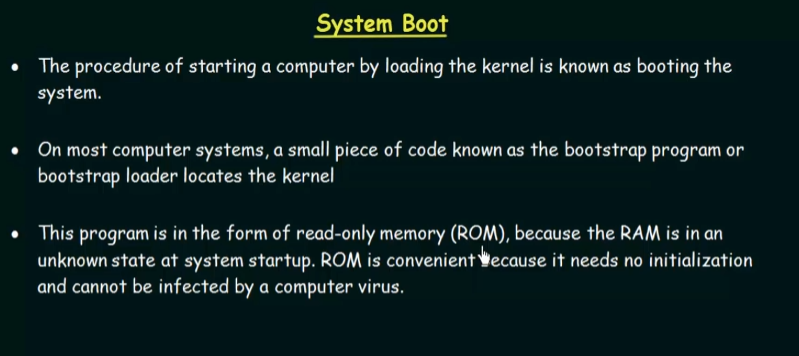 System Boot
• The procedure of starting a computer by loading the kernel is known as booting the
system.
• On most computer systems, a small piece of code known as the bootstrap program or
bootstrap loader locates the kernel
• This program is in the form of read-only memory (ROM), because the RAM is in an
unknown state at system startup. ROM is convenient because it needs no initialization
and cannot be infected by a computer virus.